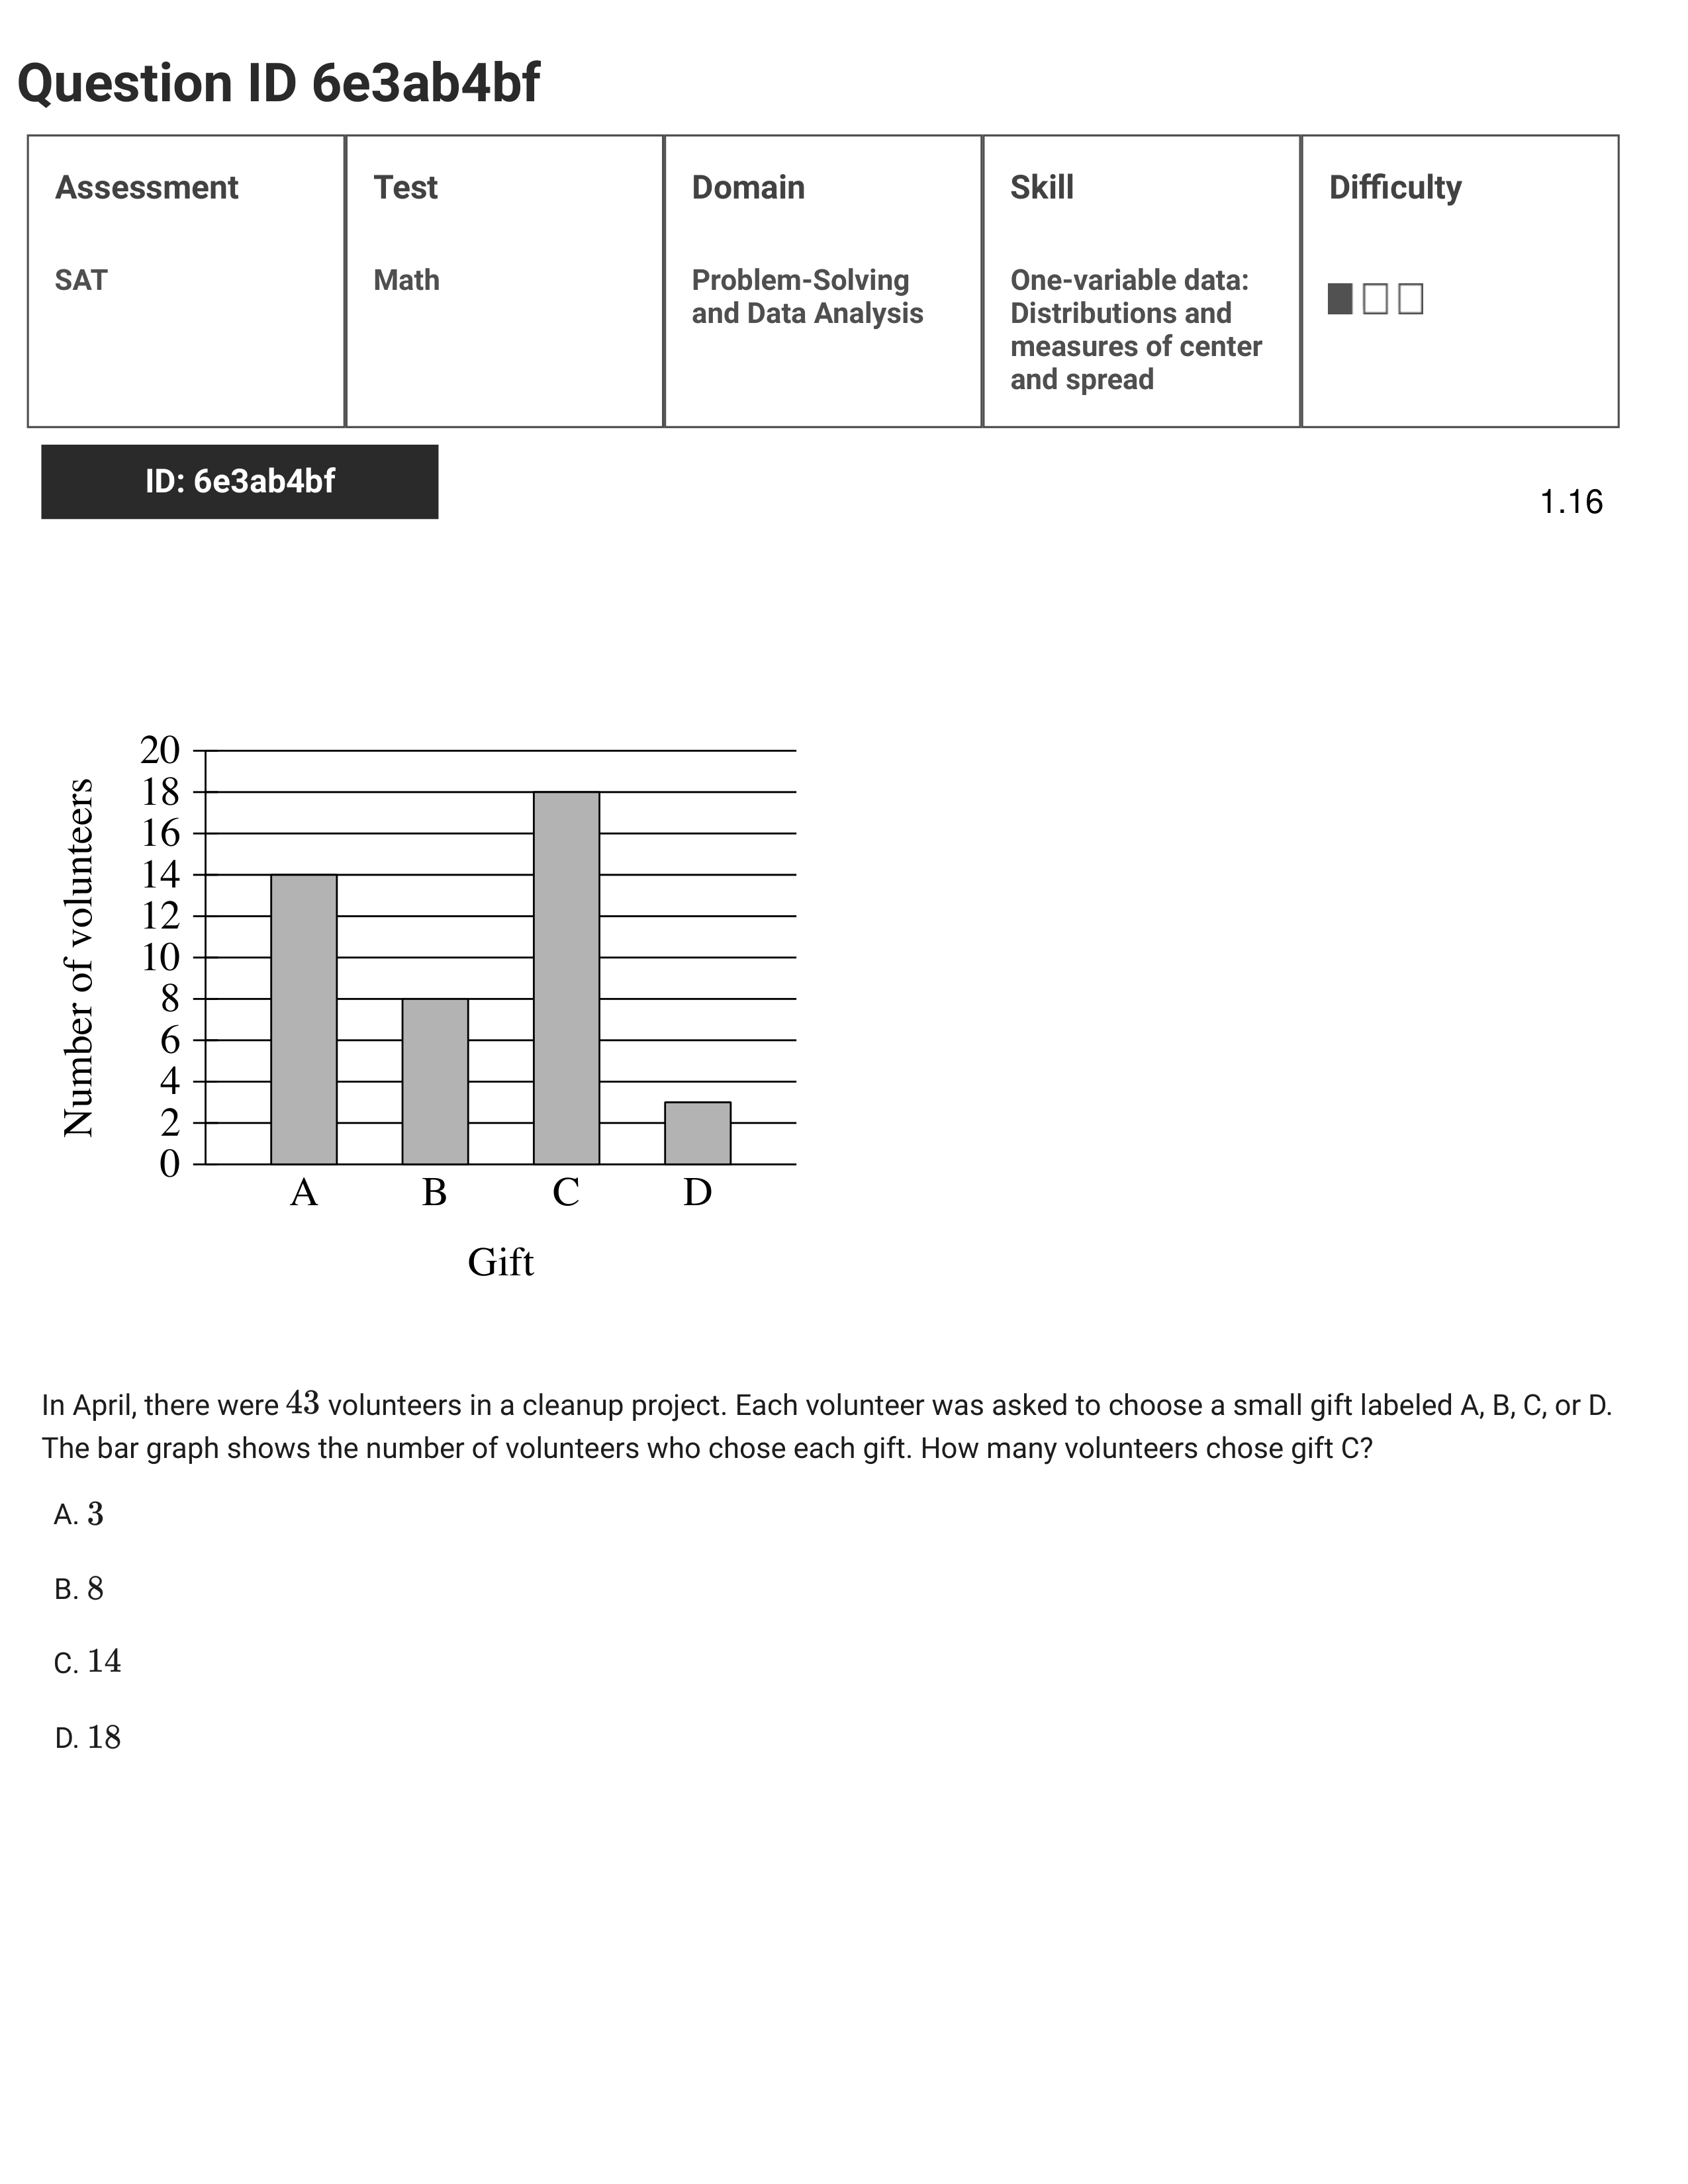 Question ID 6e3ab4bf
Assessment
Test
Domain
Skill
Difficulty
SAT
Math
Problem-Solving
and Data Analysis
One-variable data:
Distributions and
measures of center
and spread
ID: 6e3ab4bf
1.16
20
18
16
14
12
10
8
6
4
2
0
Number of volunteers
A
B
C
D
Gift
In April, there were 43 volunteers in a cleanup project. Each volunteer was asked to choose a small gift labeled A, B, C, or D.
The bar graph shows the number of volunteers who chose each gift. How many volunteers chose gift C?
A. 3
B. 8
C. 14
D. 18